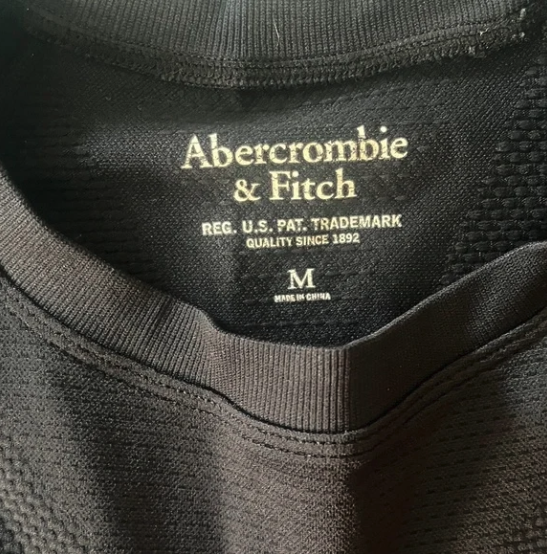 Abercrombie
& Fitch
REG. U.S. PAT. TRADEMARK
QUALITY SINCE 1892
M
MADE IN CHINA